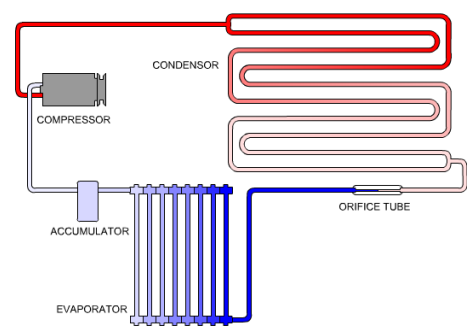 CONDENSOR
COMPRESSOR
ORIFICE TUBE
ACCUMULATOR
EVAPORATOR